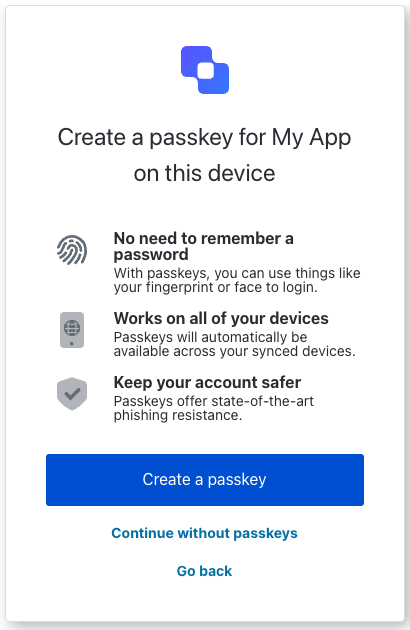 Create a passkey for My App
on this device
No need to remember a
password
With passkeys, you can use things like
your fingerprint or face to login.
Works on all of your devices
Passkeys will automatically be
available across your synced devices.
Keep your account safer
Passkeys offer state-of-the-art
phishing resistance.
Create a passkey
Continue without passkeys
Go back